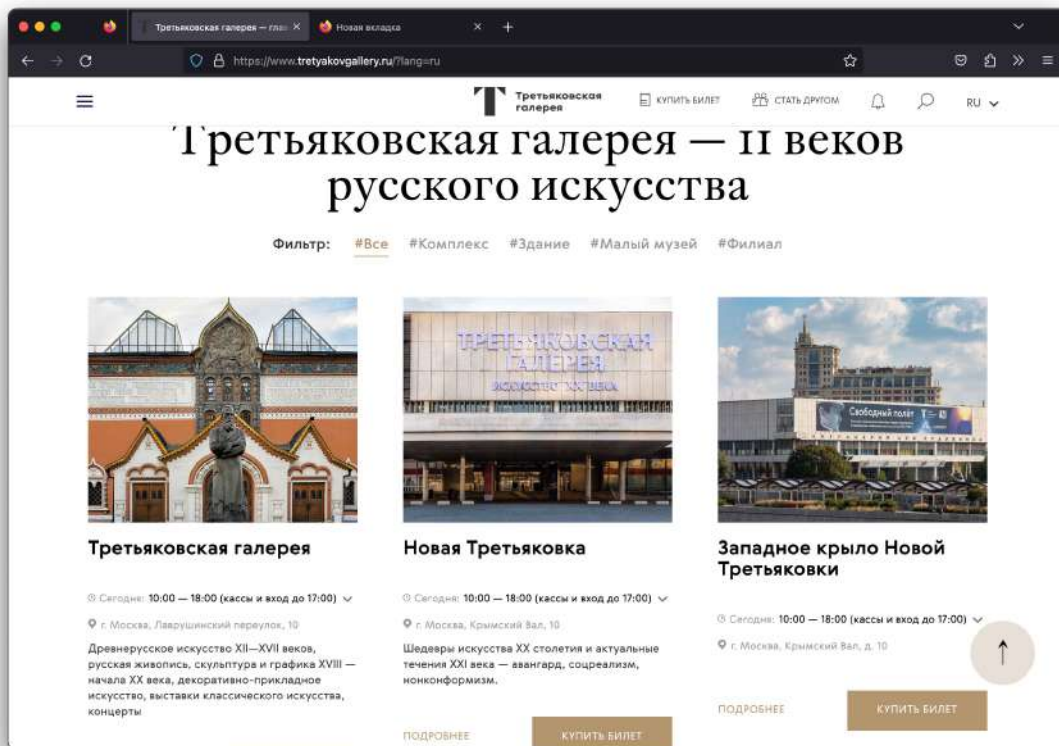 Третьяковская галерея — глав
Новая вкладка
https://www.tretyakovgallery.ru/?lang=ru
Третьяковская
галерея
КУПИТЬ БИЛЕТ
СТАТЬ ДРУГОМ
RU
Третьяковская галерея — 11 веков
русского искусства
Фильтр: #Все #Комплекс #Здание #Малый музей #Филиал
ТРЕТЬЯКОВСКАЯ
ГАЛЕРЕЯ
ИСКУССТВО XX ВЕКА
Свободный полёт
Третьяковская галерея
Сегодня: 10:00 — 18:00 (кассы и вход до 17:00)
г. Москва, Лаврушинский переулок, 10
Древнерусское искусство XII—XVII веков,
русская живопись, скульптура и графика XVIII —
начала XX века, декоративно-прикладное
искусство, выставки классического искусства,
концерты
Новая Третьяковка
Сегодня: 10:00 — 18:00 (кассы и вход до 17:00)
г. Москва, Крымский Вал, 10
Шедевры искусства XX столетия и актуальные
течения XXI века — авангард, соцреализм,
нонконформизм.
ПОДРОБНЕЕ
КУПИТЬ БИЛЕТ
Западное крыло Новой
Третьяковки
Сегодня: 10:00 — 18:00 (кассы и вход до 17:00)
г. Москва, Крымский Вал, д. 10
ПОДРОБНЕЕ
КУПИТЬ БИЛЕТ